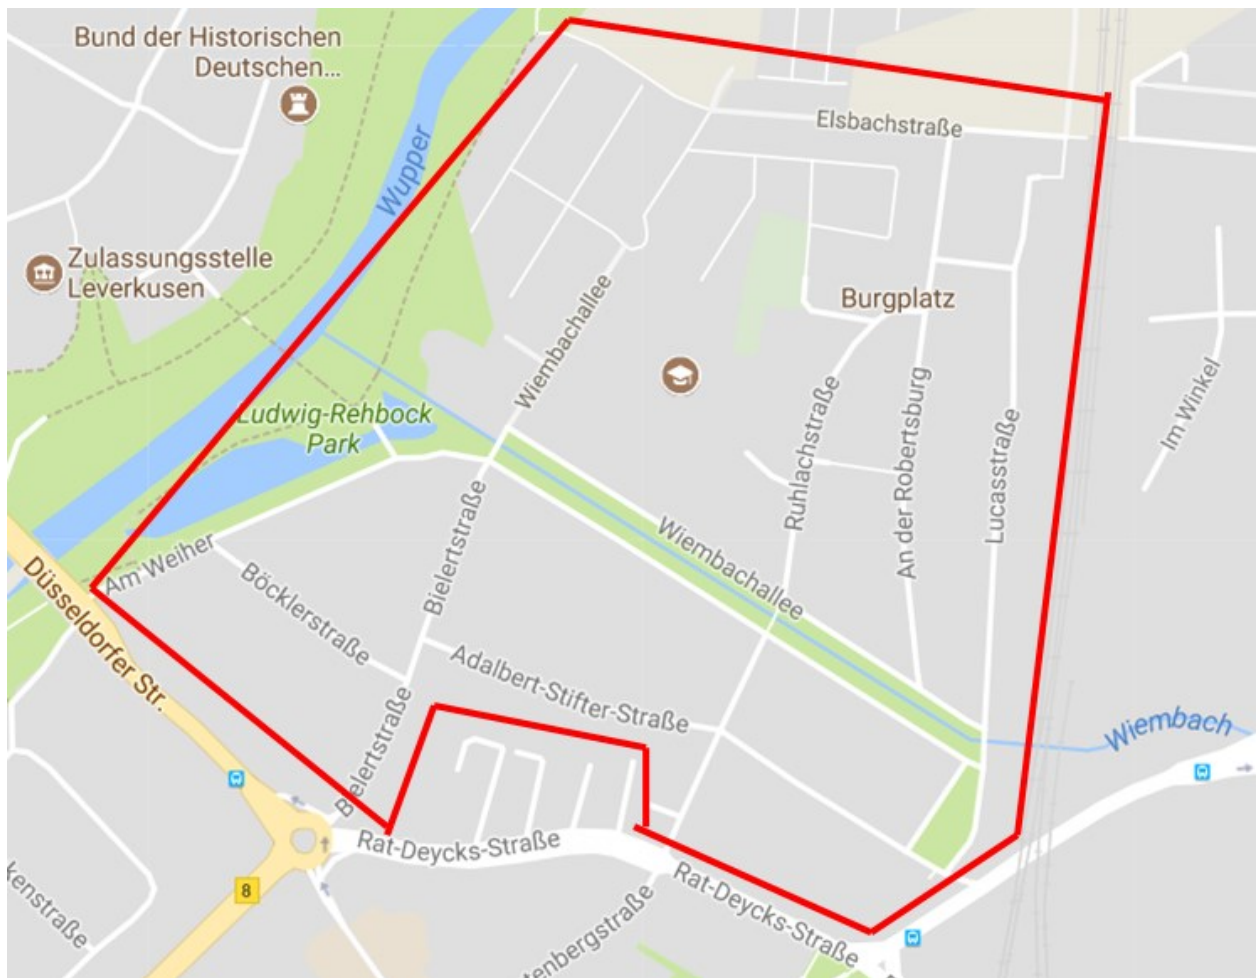 Bund der Historischen
Deutschen...
Elsbachstraße
Wupper
Zulassungsstelle
Leverkusen
Burgplatz
Wiembachallee
Im Winkel
Ludwig-Rehbock
Park
Ruhlachstraße
An der Robertsburg
Lucasstraße
Bielertstraße
Wiembachallee
Am Weiher
Böcklerstraße
Düsseldorfer Str.
Adalbert-Stifter-Straße
Wiembach
Bielertstraße
Rat-Deycks-Straße
8
Rat-Deycks-Straße
kenstraße
tenbergstraße